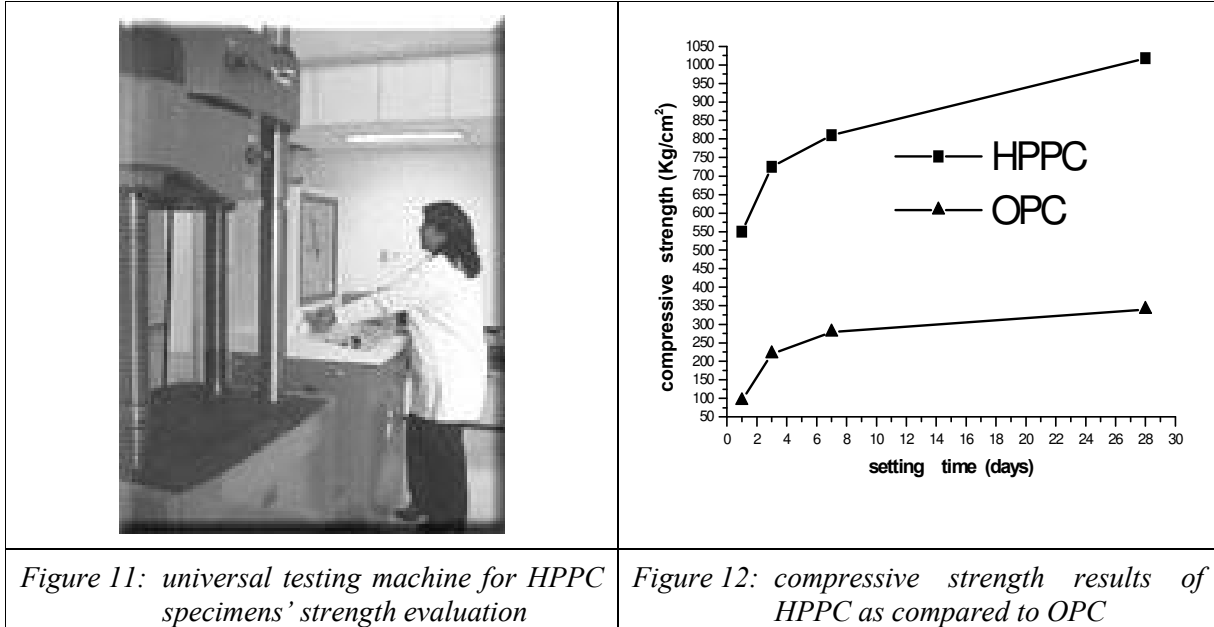 1050
1000
950
900
850
800
750
700
650
600
550
500
450
400
350
300
250
200
150
100
50
compressive strength (Kg/cm²)
HPPC
OPC
0 2 4 6 8 10 12 14 16 18 20 22 24 26 28 30
setting time (days)
Figure 11: universal testing machine for HPPC
specimens' strength evaluation
Figure 12: compressive strength results of
HPPC as compared to OPC